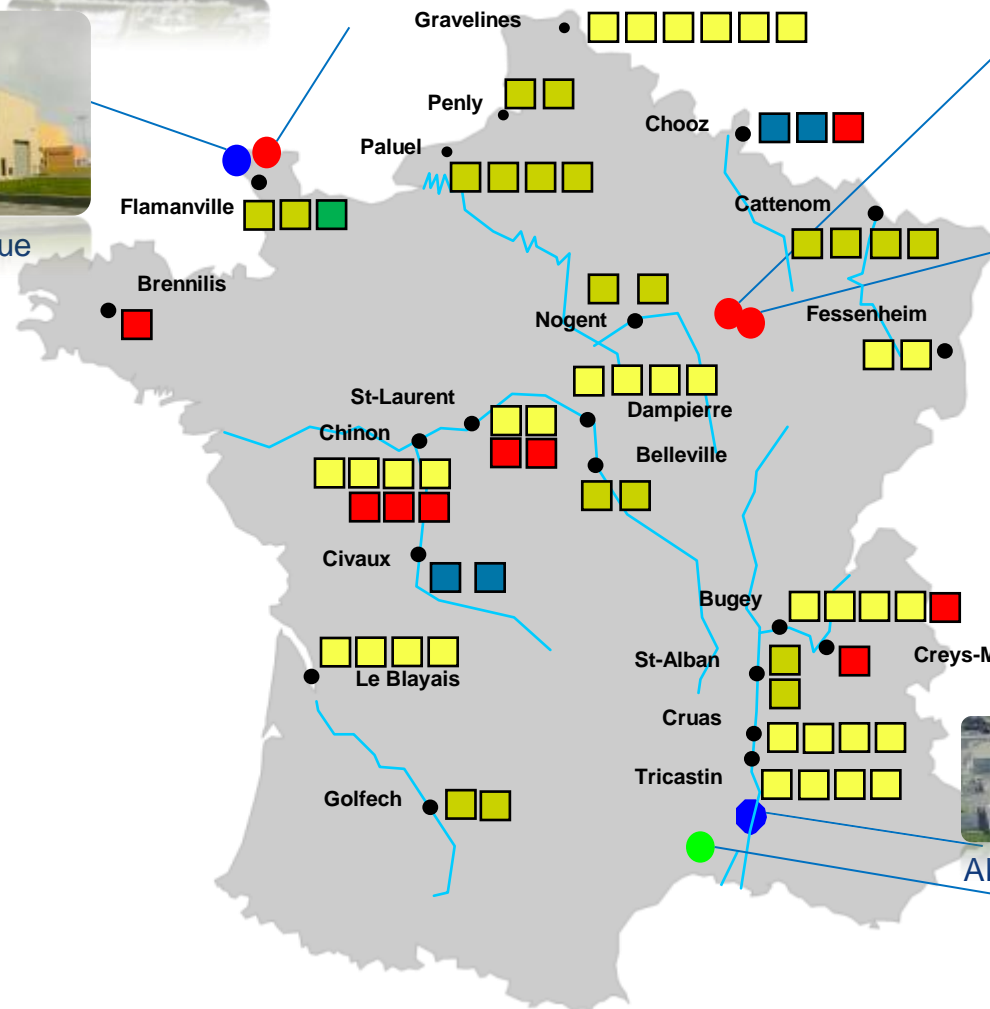 Gravelines
Penly
Chooz
Paluel
Cattenom
Flamanville
ue
Brennilis
Nogent
Fessenheim
St-Laurent
Dampierre
Chinon
Belleville
Civaux
Bugey
St-Alban
Creys-M
Le Blayais
Cruas
Tricastin
Golfech